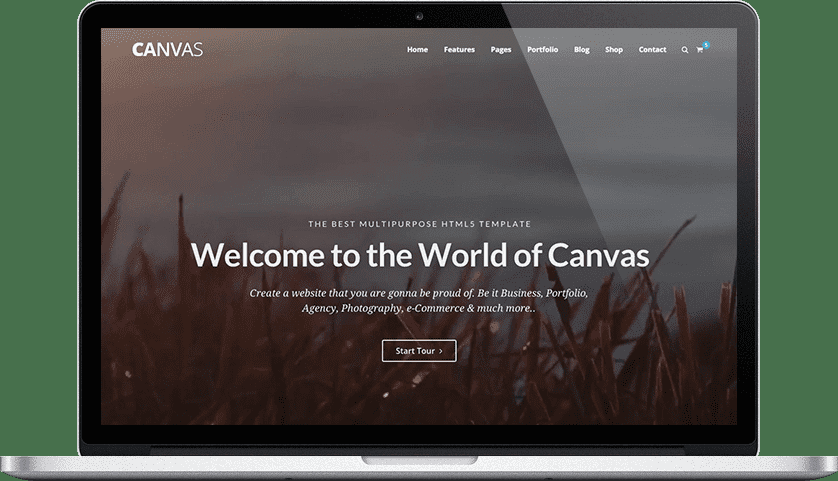 CANVAS
Home Features Pages Portfolio Blog Shop Contact 5
THE BEST MULTIPURPOSE HTML5 TEMPLATE
Welcome to the World of Canvas
Create a website that you are gonna be proud of. Be it Business, Portfolio,
Agency, Photography, e-Commerce & much more..
Start Tour